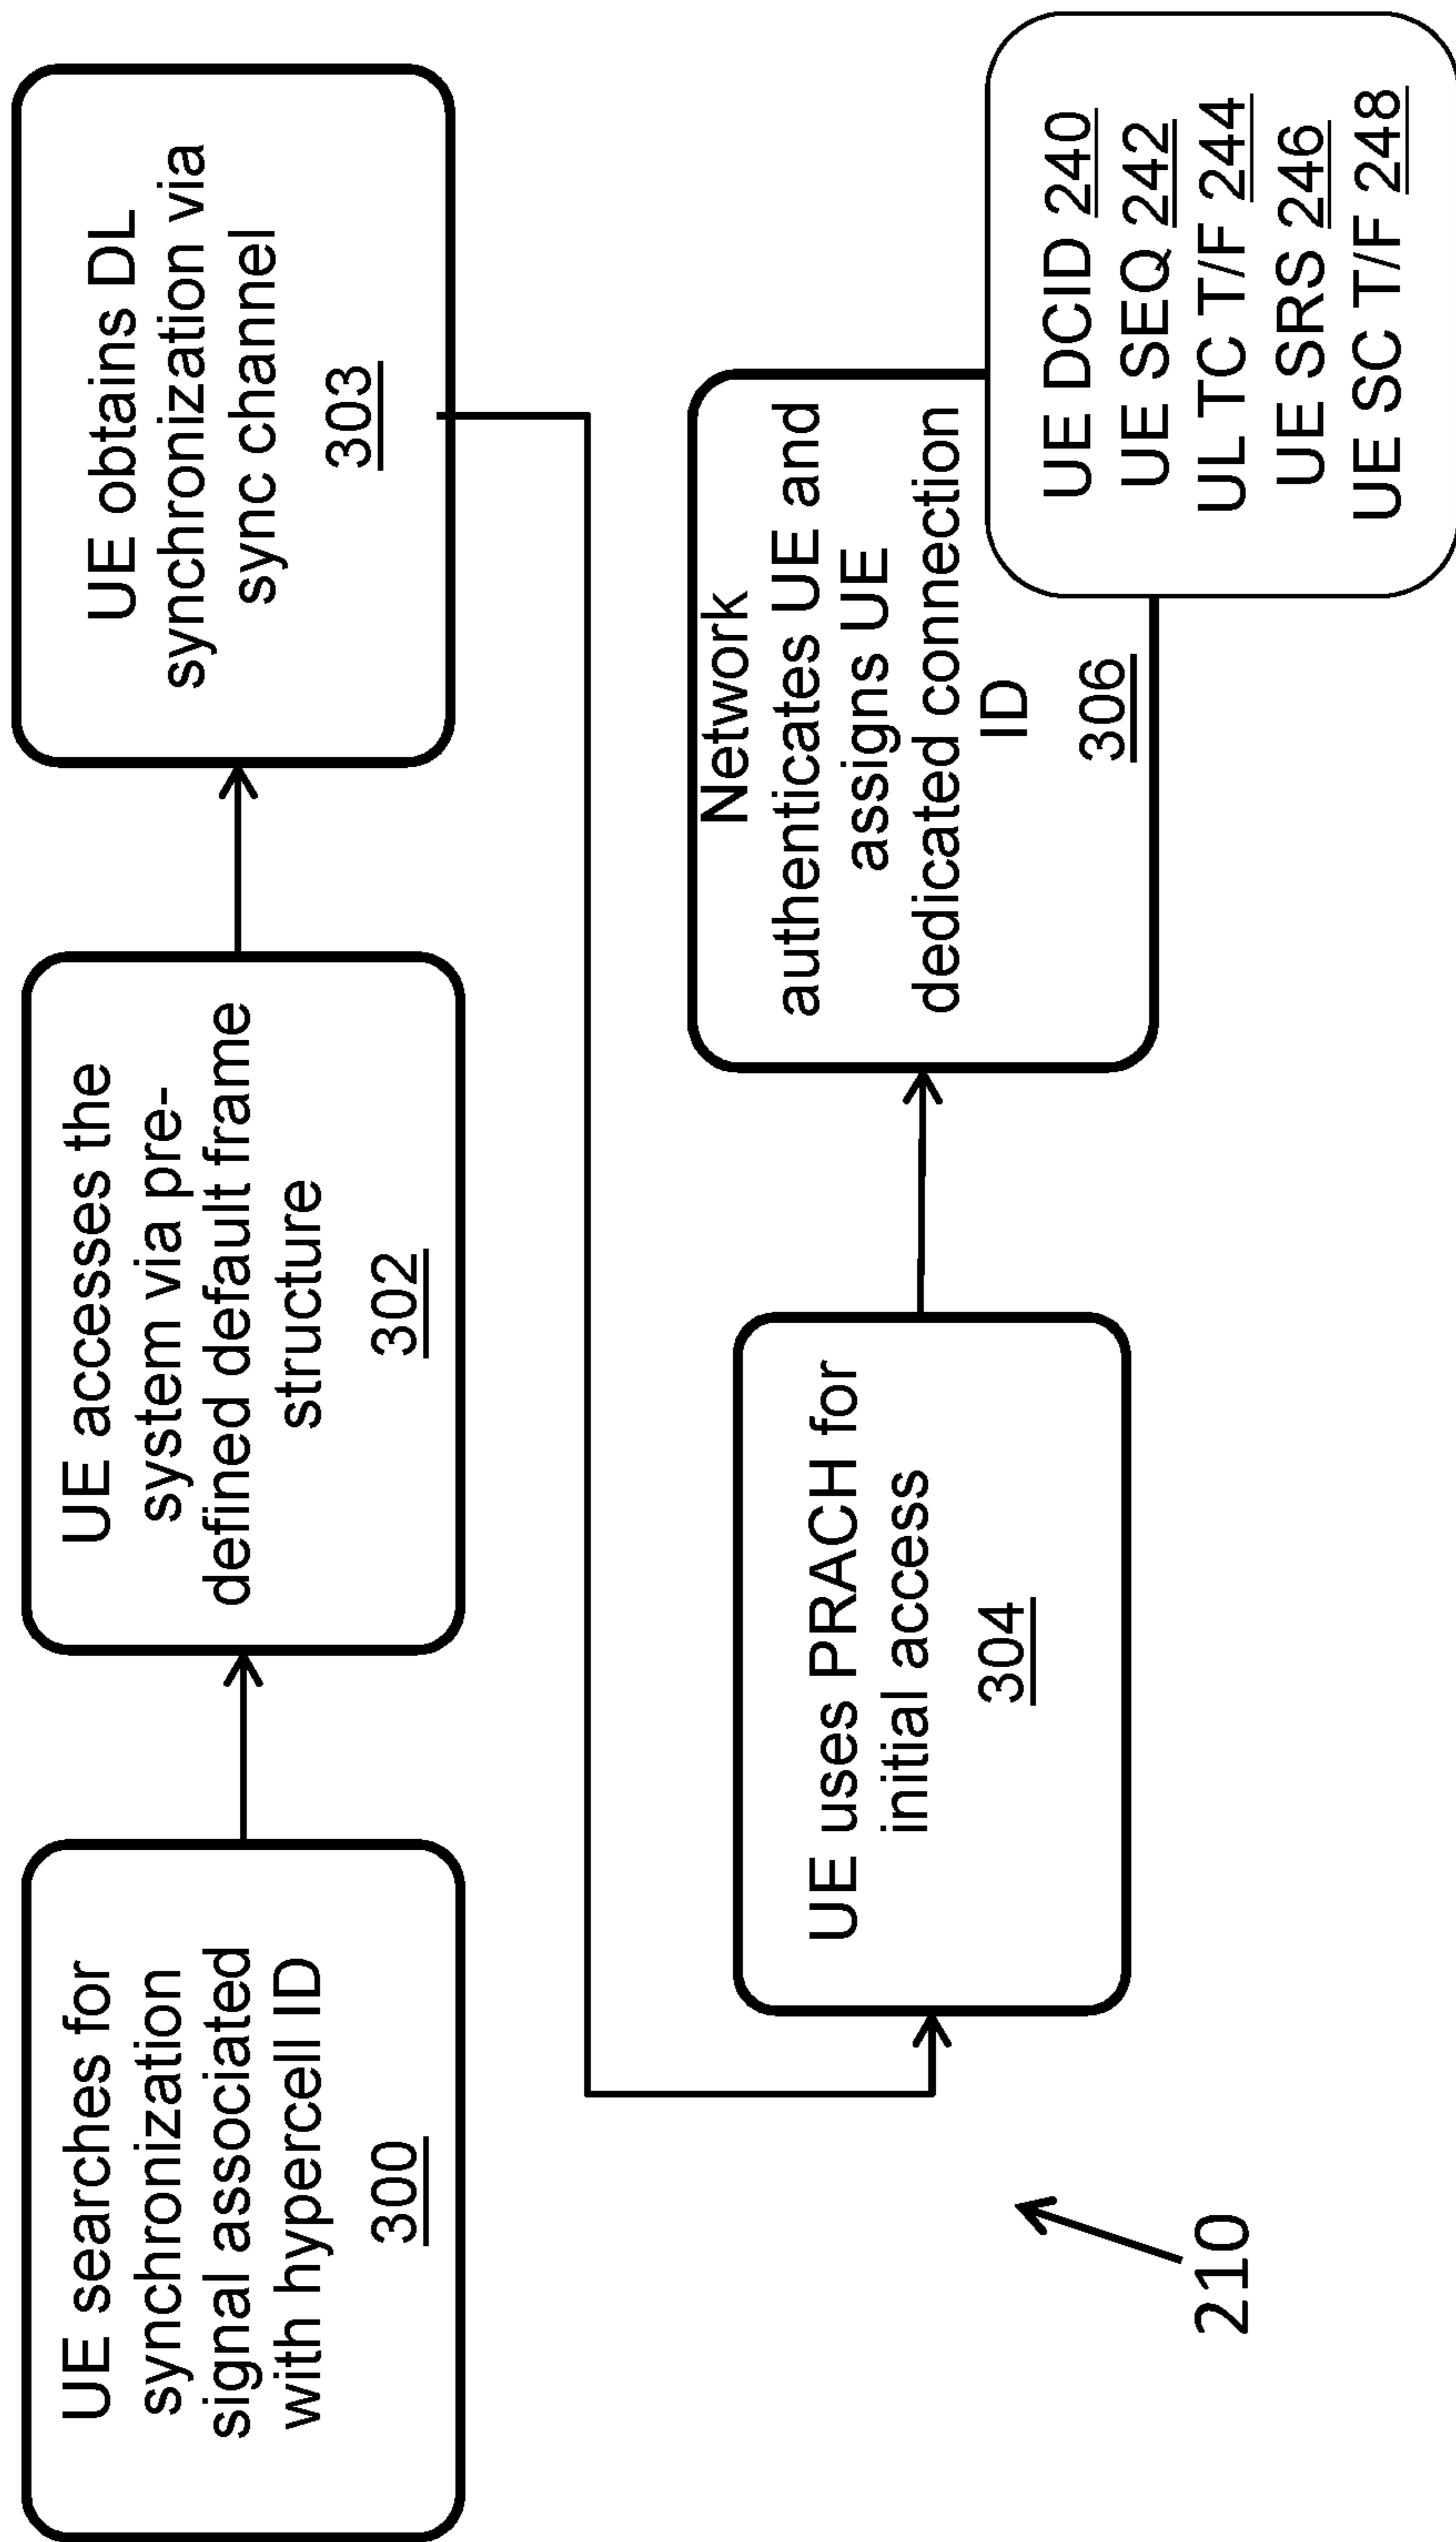 UE searches for
synchronization
signal associated
with hypercell ID
300
UE accesses the
system via pre-
defined default frame
structure
302
UE obtains DL
synchronization via
sync channel
303
UE uses PRACH for
initial access
304
Network
authenticates UE and
assigns UE
dedicated connection
ID
306
UE DCID 240
UE SEQ 242
UL TC T/F 244
UE SRS 246
UE SC T/F 248
210